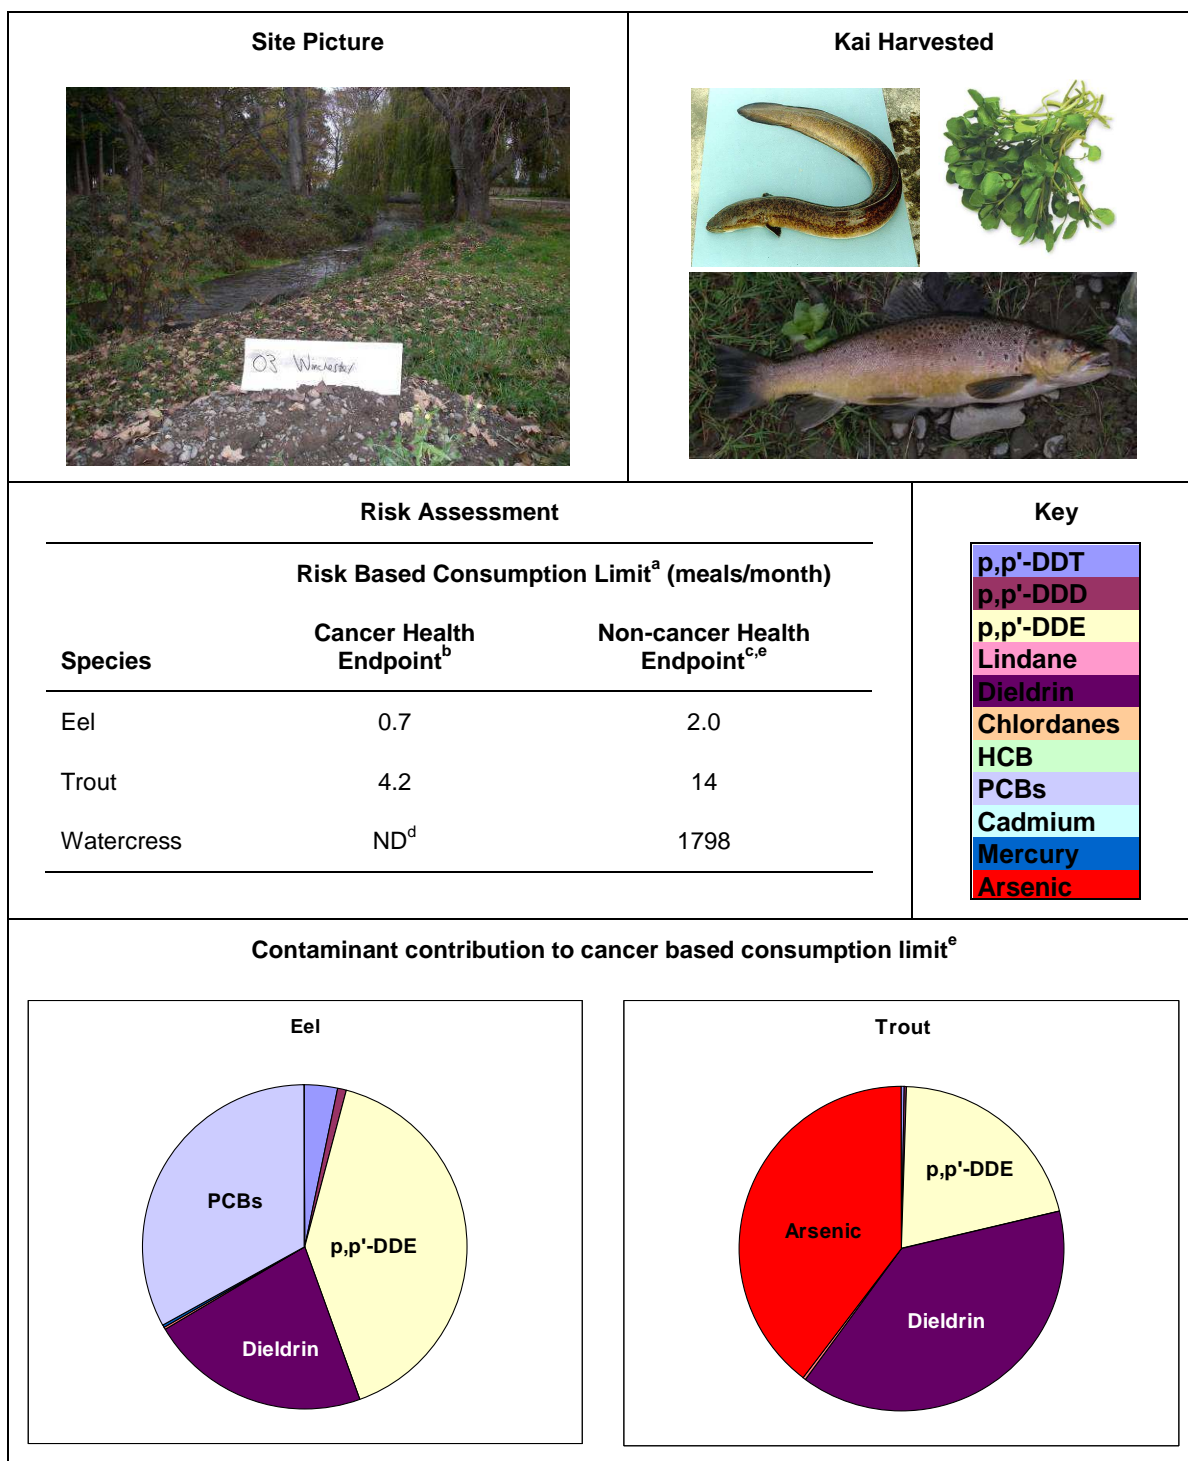 Site Picture
Kai Harvested
03 Winchester
Risk Assessment
Risk Based Consumption Limit^a (meals/month)
Species
Cancer Health Endpoint^b
Non-cancer Health Endpoint^c,e
Eel 0.7 2.0
Trout 4.2 14
Watercress ND^d 1798
Key
p,p'-DDT
p,p'-DDD
p,p'-DDE
Lindane
Dieldrin
Chlordanes
HCB
PCBs
Cadmium
Mercury
Arsenic
Contaminant contribution to cancer based consumption limit^e
Eel
PCBs
p,p'-DDE
Dieldrin
Trout
p,p'-DDE
Arsenic
Dieldrin